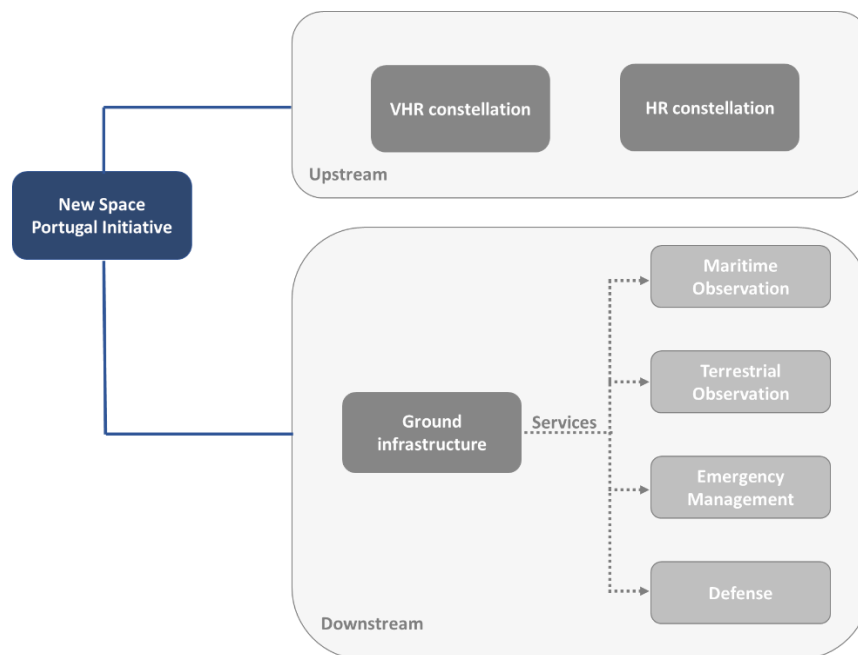 VHR constellation
HR constellation
Upstream
New Space
Portugal Initiative
Maritime
Observation
Terrestrial
Observation
Ground
infrastructure
Services
Emergency
Management
Defense
Downstream